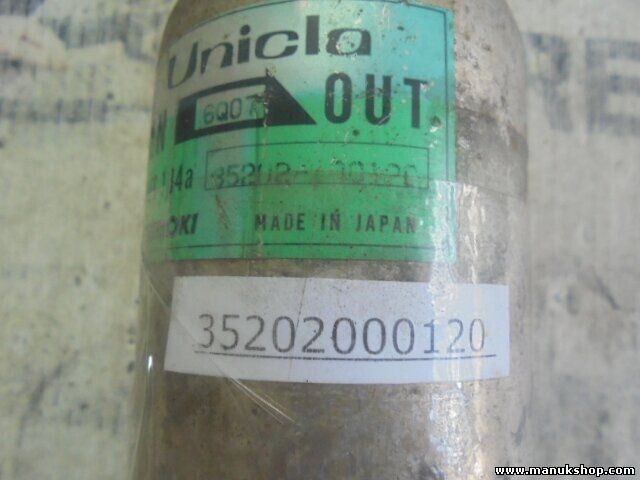 Unicla
6Q07 OUT
MADE IN JAPAN
35202000120
www.manukshop.com